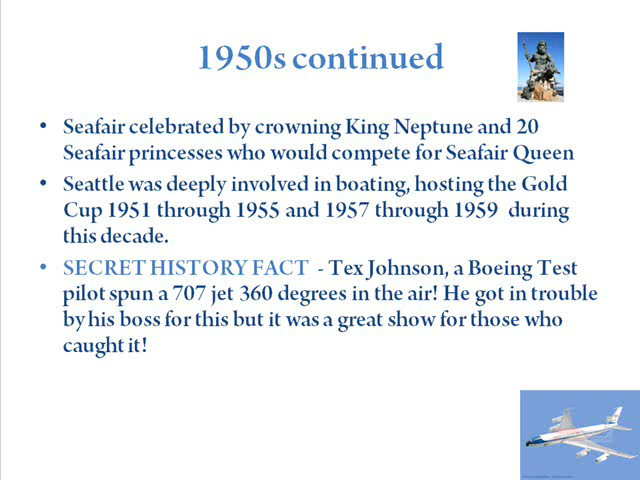 1950s continued
• Seafair celebrated by crowning King Neptune and 20
Seafair princesses who would compete for Seafair Queen
• Seattle was deeply involved in boating, hosting the Gold
Cup 1951 through 1955 and 1957 through 1959 during
this decade.
• SECRET HISTORY FACT - Tex Johnson, a Boeing Test
pilot spun a 707 jet 360 degrees in the air! He got in trouble
by his boss for this but it was a great show for those who
caught it!